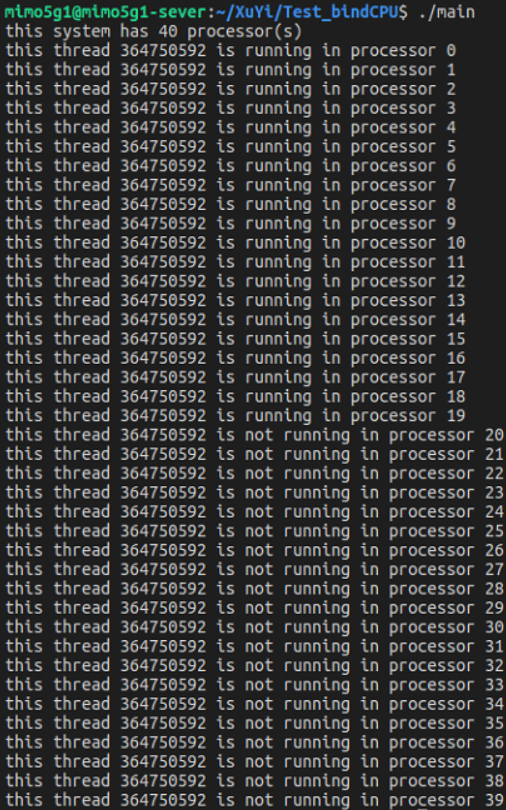 mimo5g1@mimo5g1-sever:~/XuYi/Test_bindCPU$ ./main
this system has 40 processor(s)
this thread 364750592 is running in processor 0
this thread 364750592 is running in processor 1
this thread 364750592 is running in processor 2
this thread 364750592 is running in processor 3
this thread 364750592 is running in processor 4
this thread 364750592 is running in processor 5
this thread 364750592 is running in processor 6
this thread 364750592 is running in processor 7
this thread 364750592 is running in processor 8
this thread 364750592 is running in processor 9
this thread 364750592 is running in processor 10
this thread 364750592 is running in processor 11
this thread 364750592 is running in processor 12
this thread 364750592 is running in processor 13
this thread 364750592 is running in processor 14
this thread 364750592 is running in processor 15
this thread 364750592 is running in processor 16
this thread 364750592 is running in processor 17
this thread 364750592 is running in processor 18
this thread 364750592 is running in processor 19
this thread 364750592 is not running in processor 20
this thread 364750592 is not running in processor 21
this thread 364750592 is not running in processor 22
this thread 364750592 is not running in processor 23
this thread 364750592 is not running in processor 24
this thread 364750592 is not running in processor 25
this thread 364750592 is not running in processor 26
this thread 364750592 is not running in processor 27
this thread 364750592 is not running in processor 28
this thread 364750592 is not running in processor 29
this thread 364750592 is not running in processor 30
this thread 364750592 is not running in processor 31
this thread 364750592 is not running in processor 32
this thread 364750592 is not running in processor 33
this thread 364750592 is not running in processor 34
this thread 364750592 is not running in processor 35
this thread 364750592 is not running in processor 36
this thread 364750592 is not running in processor 37
this thread 364750592 is not running in processor 38
this thread 364750592 is not running in processor 39